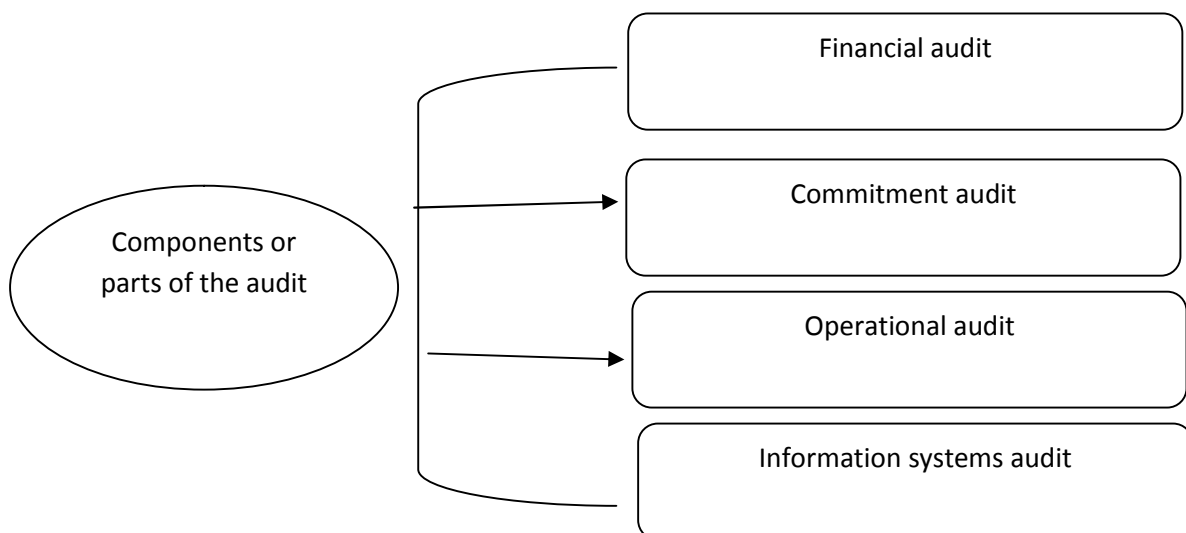 Financial audit
Commitment audit
Components or
parts of the audit
Operational audit
Information systems audit